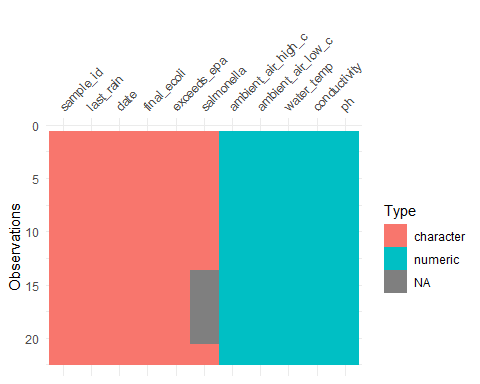 sample_id
last_rain
date
final_ecoli
exceeds_epa
salmonella
ambient_air_high_c
ambient_air_low_c
water_temp
conductivity
ph
0
5
10
15
20
Observations
Type
character
numeric
NA